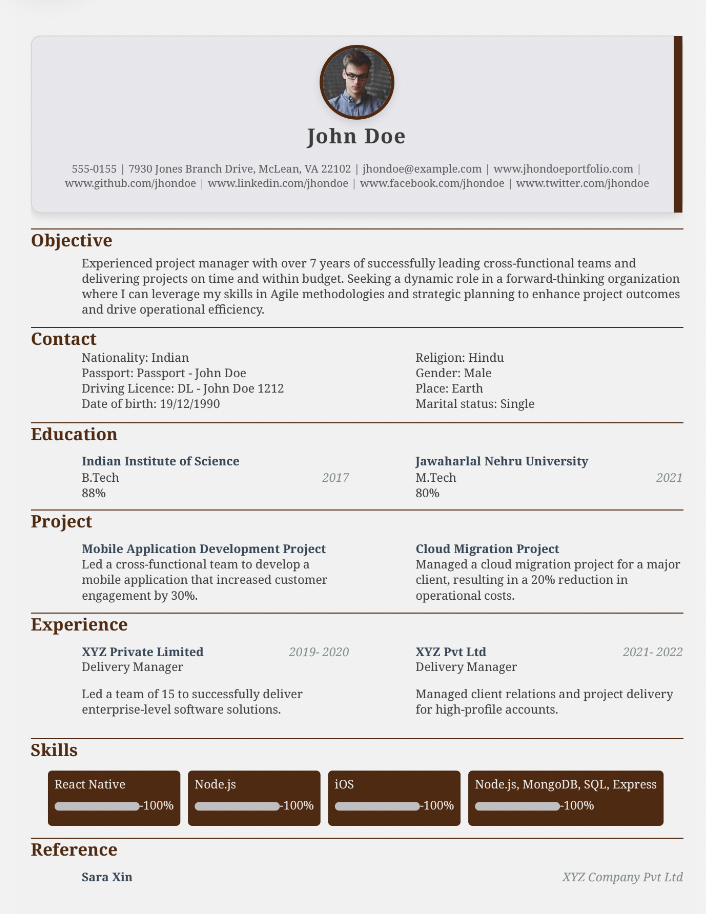 John Doe
555-0155 | 7930 Jones Branch Drive, McLean, VA 22102 | jhondoe@example.com | www.jhondoeportfolio.com |
www.github.com/jhondoe | www.linkedin.com/jhondoe | www.facebook.com/jhondoe | www.twitter.com/jhondoe
Objective
Experienced project manager with over 7 years of successfully leading cross-functional teams and
delivering projects on time and within budget. Seeking a dynamic role in a forward-thinking organization
where I can leverage my skills in Agile methodologies and strategic planning to enhance project outcomes
and drive operational efficiency.
Contact
Nationality: Indian
Passport: Passport - John Doe
Driving Licence: DL - John Doe 1212
Date of birth: 19/12/1990
Religion: Hindu
Gender: Male
Place: Earth
Marital status: Single
Education
Indian Institute of Science
B.Tech 2017
88%
Jawaharlal Nehru University
M.Tech 2021
80%
Project
Mobile Application Development Project
Led a cross-functional team to develop a
mobile application that increased customer
engagement by 30%.
Cloud Migration Project
Managed a cloud migration project for a major
client, resulting in a 20% reduction in
operational costs.
Experience
XYZ Private Limited 2019- 2020
Delivery Manager
Led a team of 15 to successfully deliver
enterprise-level software solutions.
XYZ Pvt Ltd 2021- 2022
Delivery Manager
Managed client relations and project delivery
for high-profile accounts.
Skills
React Native
-100%
Node.js
-100%
iOS
-100%
Node.js, MongoDB, SQL, Express
-100%
Reference
Sara Xin XYZ Company Pvt Ltd